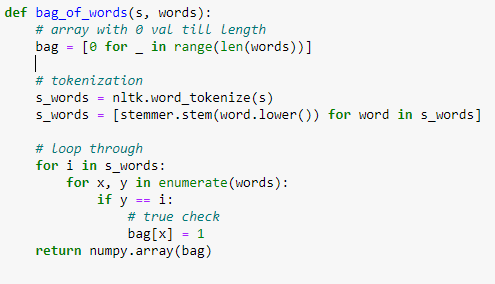 def bag_of_words(s, words):
    # array with 0 val till length
    bag = [0 for _ in range(len(words))]
    # tokenization
    s_words = nltk.word_tokenize(s)
    s_words = [stemmer.stem(word.lower()) for word in s_words]
    # loop through
    for i in s_words:
        for x, y in enumerate(words):
            if y == i:
                # true check
                bag[x] = 1
    return numpy.array(bag)